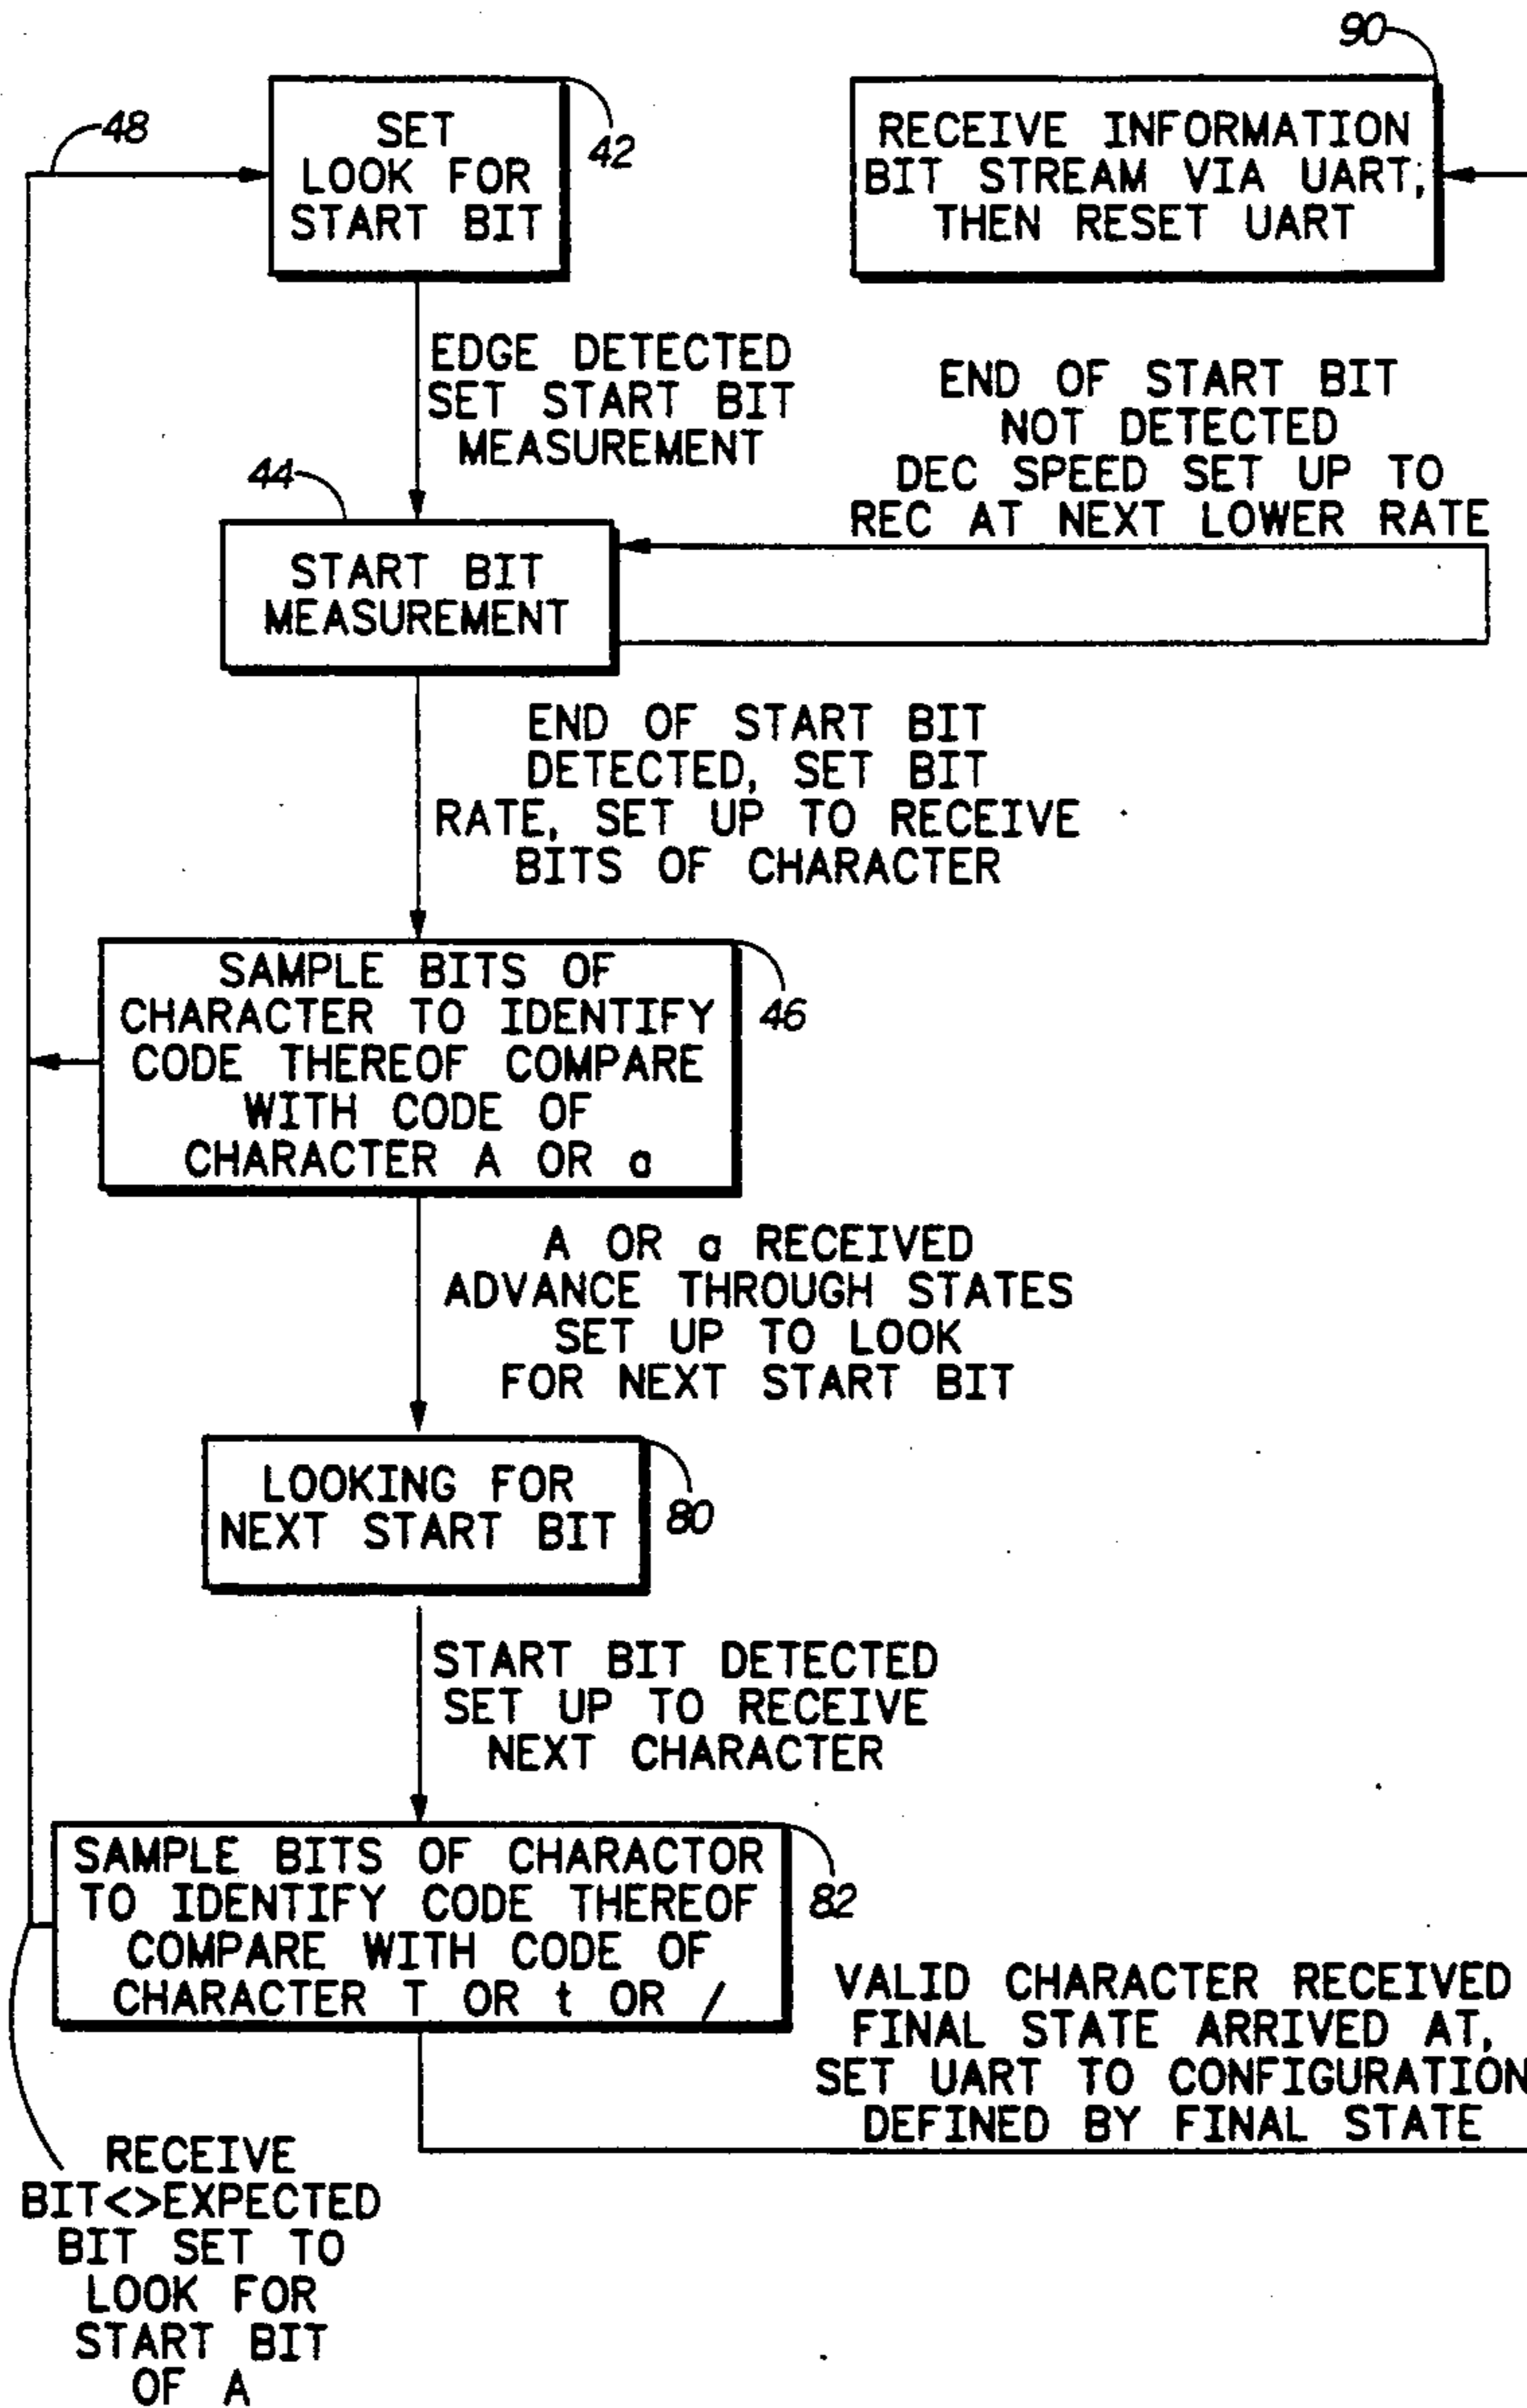 90
48
SET
LOOK FOR
START BIT
42
RECEIVE INFORMATION
BIT STREAM VIA UART,
THEN RESET UART
EDGE DETECTED
SET START BIT
MEASUREMENT
END OF START BIT
NOT DETECTED
DEC SPEED SET UP TO
REC AT NEXT LOWER RATE
44
START BIT
MEASUREMENT
END OF START BIT
DETECTED, SET BIT
RATE, SET UP TO RECEIVE
BITS OF CHARACTER
SAMPLE BITS OF
CHARACTER TO IDENTIFY
CODE THEREOF COMPARE
WITH CODE OF
CHARACTER A OR a
46
A OR a RECEIVED
ADVANCE THROUGH STATES
SET UP TO LOOK
FOR NEXT START BIT
LOOKING FOR
NEXT START BIT
80
START BIT DETECTED
SET UP TO RECEIVE
NEXT CHARACTER
SAMPLE BITS OF CHARACTOR
TO IDENTIFY CODE THEREOF
COMPARE WITH CODE OF
CHARACTER T OR t OR /
82
VALID CHARACTER RECEIVED
FINAL STATE ARRIVED AT,
SET UART TO CONFIGURATION
DEFINED BY FINAL STATE
RECEIVE
BIT<>EXPECTED
BIT SET TO
LOOK FOR
START BIT
OF A